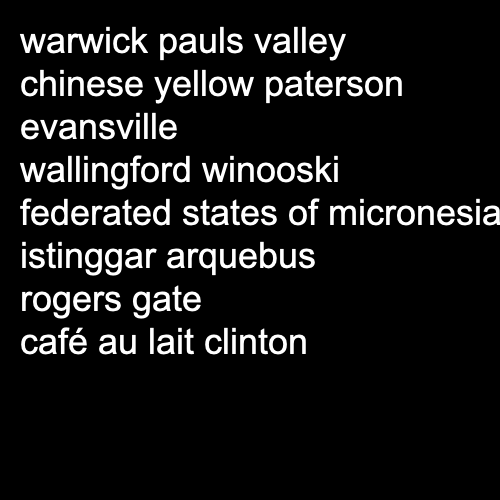 warwick pauls valley
chinese yellow paterson
evansville
wallingford winooski
federated states of micronesia
istinggar arquebus
rogers gate
café au lait clinton